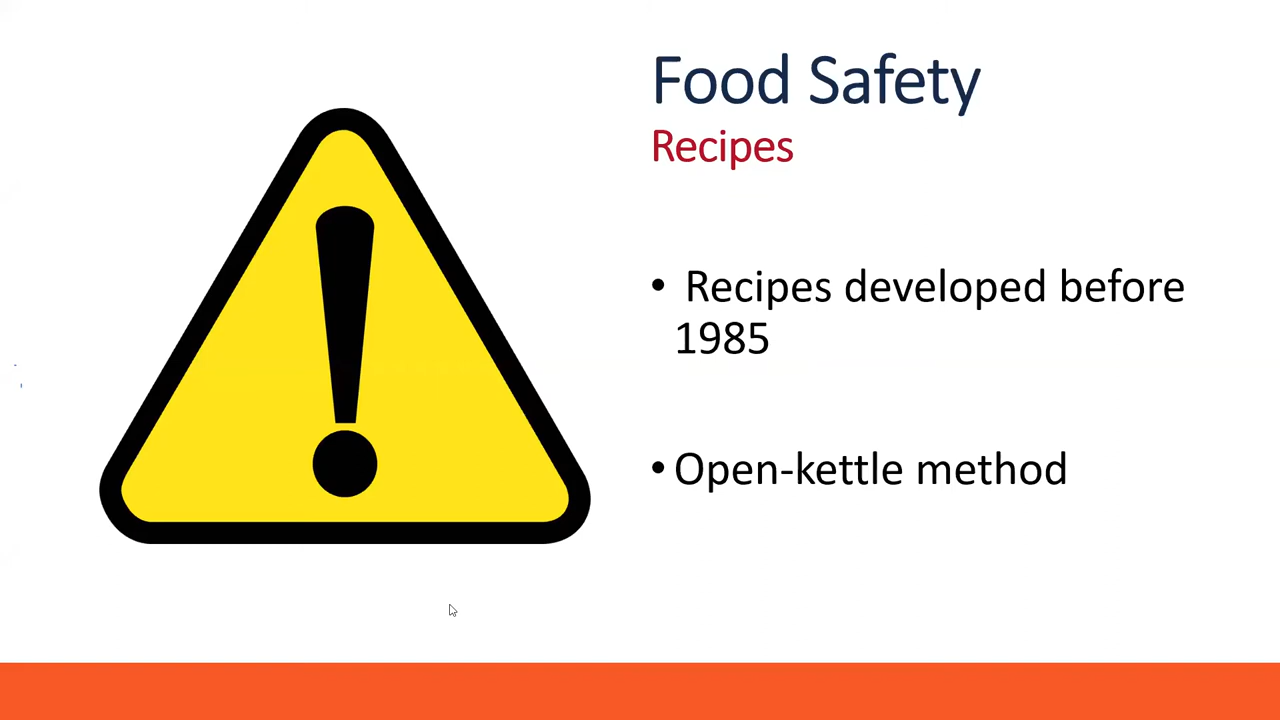 Food Safety
Recipes
• Recipes developed before
1985
• Open-kettle method